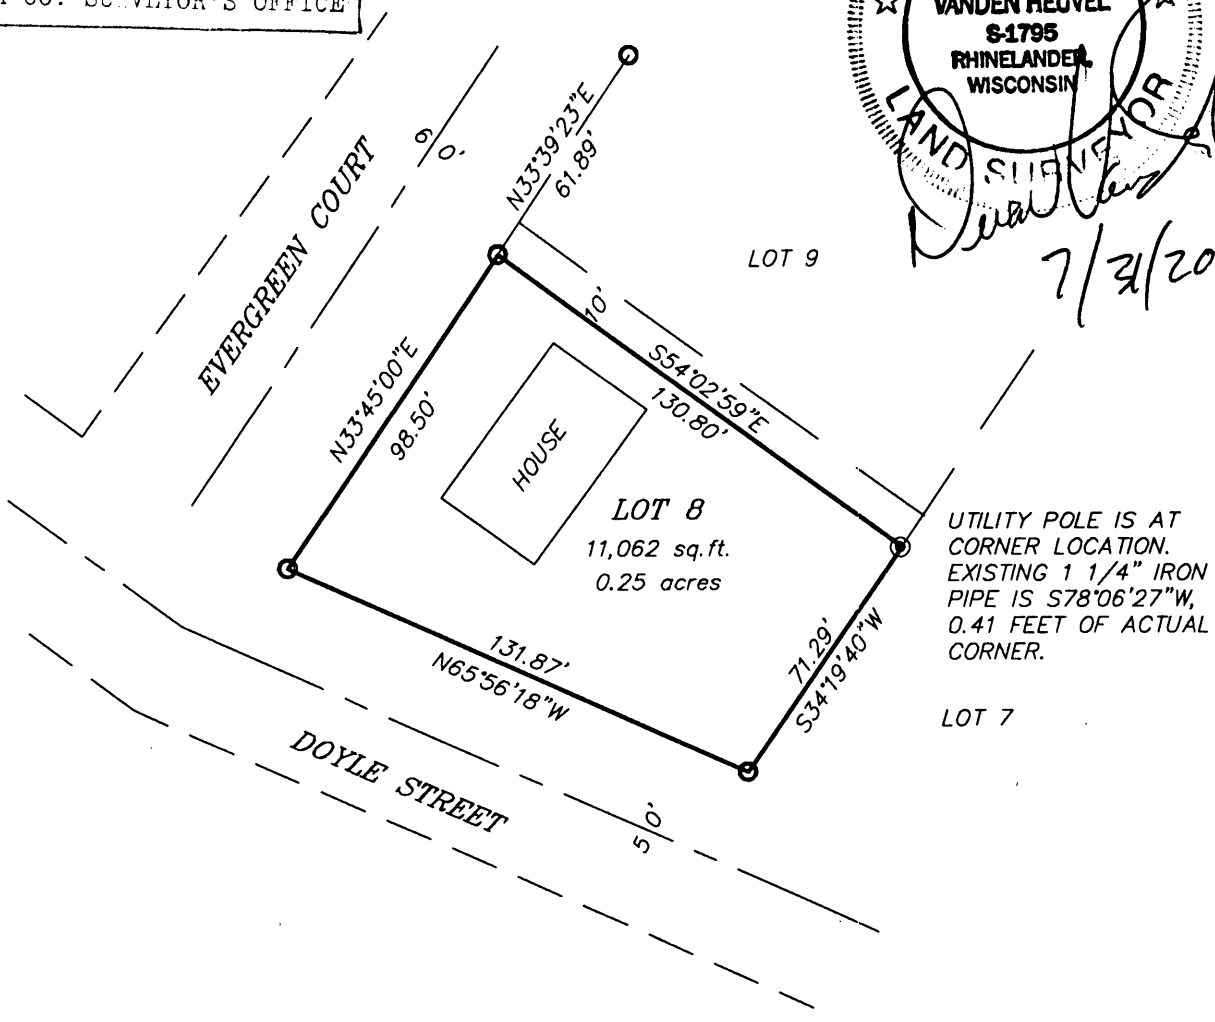 CO. SURVEYOR'S OFFICE
VANDEN HEUVEL
S-1795
RHINELANDER,
WISCONSIN
LAND SURVEYOR
7/31/20
EVERGREEN COURT
60'
N33°39'23"E
61.89'
LOT 9
10'
S54°02'59"E
130.80'
N33°45'00"E
98.50'
HOUSE
LOT 8
11,062 sq.ft.
0.25 acres
UTILITY POLE IS AT
CORNER LOCATION.
EXISTING 1 1/4" IRON
PIPE IS S78°06'27"W,
0.41 FEET OF ACTUAL
CORNER.
71.29'
S34°19'40"W
131.87'
N65°56'18"W
LOT 7
DOYLE STREET
50'